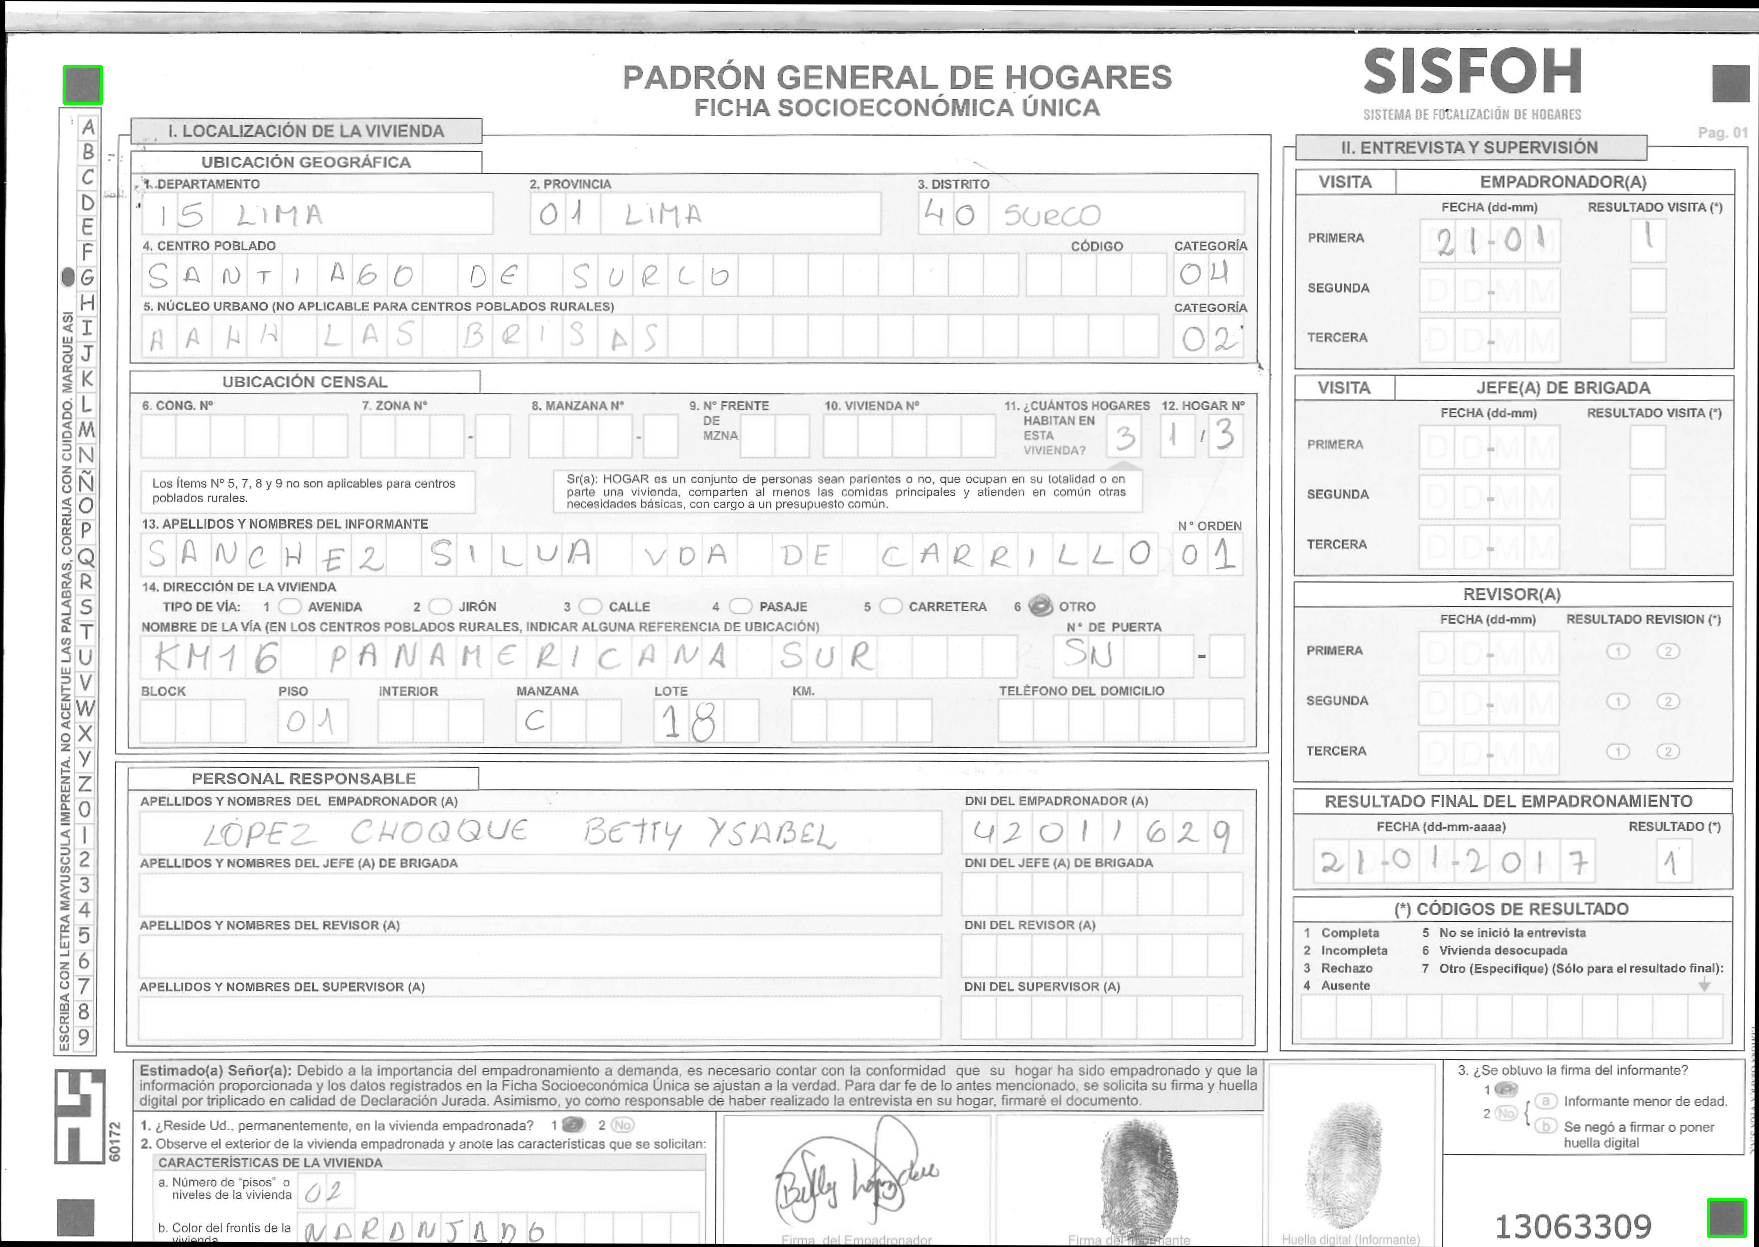 PADRÓN GENERAL DE HOGARES
FICHA SOCIOECONÓMICA ÚNICA
SISFOH
SISTEMA DE FOCALIZACIÓN DE HOGARES
Pag. 01
ESCRIBA CON LETRA MAYUSCULA IMPRENTA. NO ACENTUE LAS PALABRAS, CORRIJA CON CUIDADO. MARQUE ASI
A
B
C
D
E
F
G
H
I
J
K
L
M
N
Ñ
O
P
Q
R
S
T
U
V
W
X
Y
Z
0
1
2
3
4
5
6
7
8
9
60172
I. LOCALIZACIÓN DE LA VIVIENDA
UBICACIÓN GEOGRÁFICA
1. DEPARTAMENTO 2. PROVINCIA 3. DISTRITO
15 LIMA 01 LIMA 40 SURCO
4. CENTRO POBLADO CÓDIGO CATEGORÍA
SANTIAGO DE SURCO 04
5. NÚCLEO URBANO (NO APLICABLE PARA CENTROS POBLADOS RURALES) CATEGORÍA
AAHH LAS BRISAS 02
UBICACIÓN CENSAL
6. CONG. Nº 7. ZONA Nº 8. MANZANA Nº 9. Nº FRENTE DE MZNA 10. VIVIENDA Nº 11. ¿CUÁNTOS HOGARES HABITAN EN ESTA VIVIENDA? 12. HOGAR Nº
- - 3 1 / 3
Los Ítems Nº 5, 7, 8 y 9 no son aplicables para centros
poblados rurales.
Sr(a): HOGAR es un conjunto de personas sean parientes o no, que ocupan en su totalidad o en
parte una vivienda, comparten al menos las comidas principales y atienden en común otras
necesidades básicas, con cargo a un presupuesto común.
13. APELLIDOS Y NOMBRES DEL INFORMANTE Nº ORDEN
SANCHEZ SILVA VDA DE CARRILLO 01
14. DIRECCIÓN DE LA VIVIENDA
TIPO DE VÍA: 1 AVENIDA 2 JIRÓN 3 CALLE 4 PASAJE 5 CARRETERA 6 OTRO
NOMBRE DE LA VÍA (EN LOS CENTROS POBLADOS RURALES, INDICAR ALGUNA REFERENCIA DE UBICACIÓN) Nº DE PUERTA
KM16 PANAMERICANA SUR SN -
BLOCK PISO INTERIOR MANZANA LOTE KM. TELÉFONO DEL DOMICILIO
01 C 18
PERSONAL RESPONSABLE
APELLIDOS Y NOMBRES DEL EMPADRONADOR (A) DNI DEL EMPADRONADOR (A)
LÓPEZ CHOQQUE BETTY YSABEL 42011629
APELLIDOS Y NOMBRES DEL JEFE (A) DE BRIGADA DNI DEL JEFE (A) DE BRIGADA
APELLIDOS Y NOMBRES DEL REVISOR (A) DNI DEL REVISOR (A)
APELLIDOS Y NOMBRES DEL SUPERVISOR (A) DNI DEL SUPERVISOR (A)
II. ENTREVISTA Y SUPERVISIÓN
VISITA EMPADRONADOR(A)
FECHA (dd-mm) RESULTADO VISITA (*)
PRIMERA 21-01 1
SEGUNDA DD-MM
TERCERA DD-MM
VISITA JEFE(A) DE BRIGADA
FECHA (dd-mm) RESULTADO VISITA (*)
PRIMERA DD-MM
SEGUNDA DD-MM
TERCERA DD-MM
REVISOR(A)
FECHA (dd-mm) RESULTADO REVISION (*)
PRIMERA DD-MM 1 2
SEGUNDA DD-MM 1 2
TERCERA DD-MM 1 2
RESULTADO FINAL DEL EMPADRONAMIENTO
FECHA (dd-mm-aaaa) RESULTADO (*)
21-01-2017 1
(*) CÓDIGOS DE RESULTADO
1 Completa 5 No se inició la entrevista
2 Incompleta 6 Vivienda desocupada
3 Rechazo 7 Otro (Especifique) (Sólo para el resultado final):
4 Ausente
Estimado(a) Señor(a): Debido a la importancia del empadronamiento a demanda, es necesario contar con la conformidad que su hogar ha sido empadronado y que la
información proporcionada y los datos registrados en la Ficha Socioeconómica Única se ajustan a la verdad. Para dar fe de lo antes mencionado, se solicita su firma y huella
digital por triplicado en calidad de Declaración Jurada. Asimismo, yo como responsable de haber realizado la entrevista en su hogar, firmaré el documento.
1. ¿Reside Ud., permanentemente, en la vivienda empadronada? 1 2 No
2. Observe el exterior de la vivienda empadronada y anote las características que se solicitan:
CARACTERÍSTICAS DE LA VIVIENDA
a. Número de "pisos" o
niveles de la vivienda 02
b. Color del frontis de la
vivienda NARANJADO
Firma del Empadronador
Firma del Informante
Huella digital (Informante)
3. ¿Se obtuvo la firma del informante?
1
2 No
a Informante menor de edad.
b Se negó a firmar o poner
huella digital
13063309